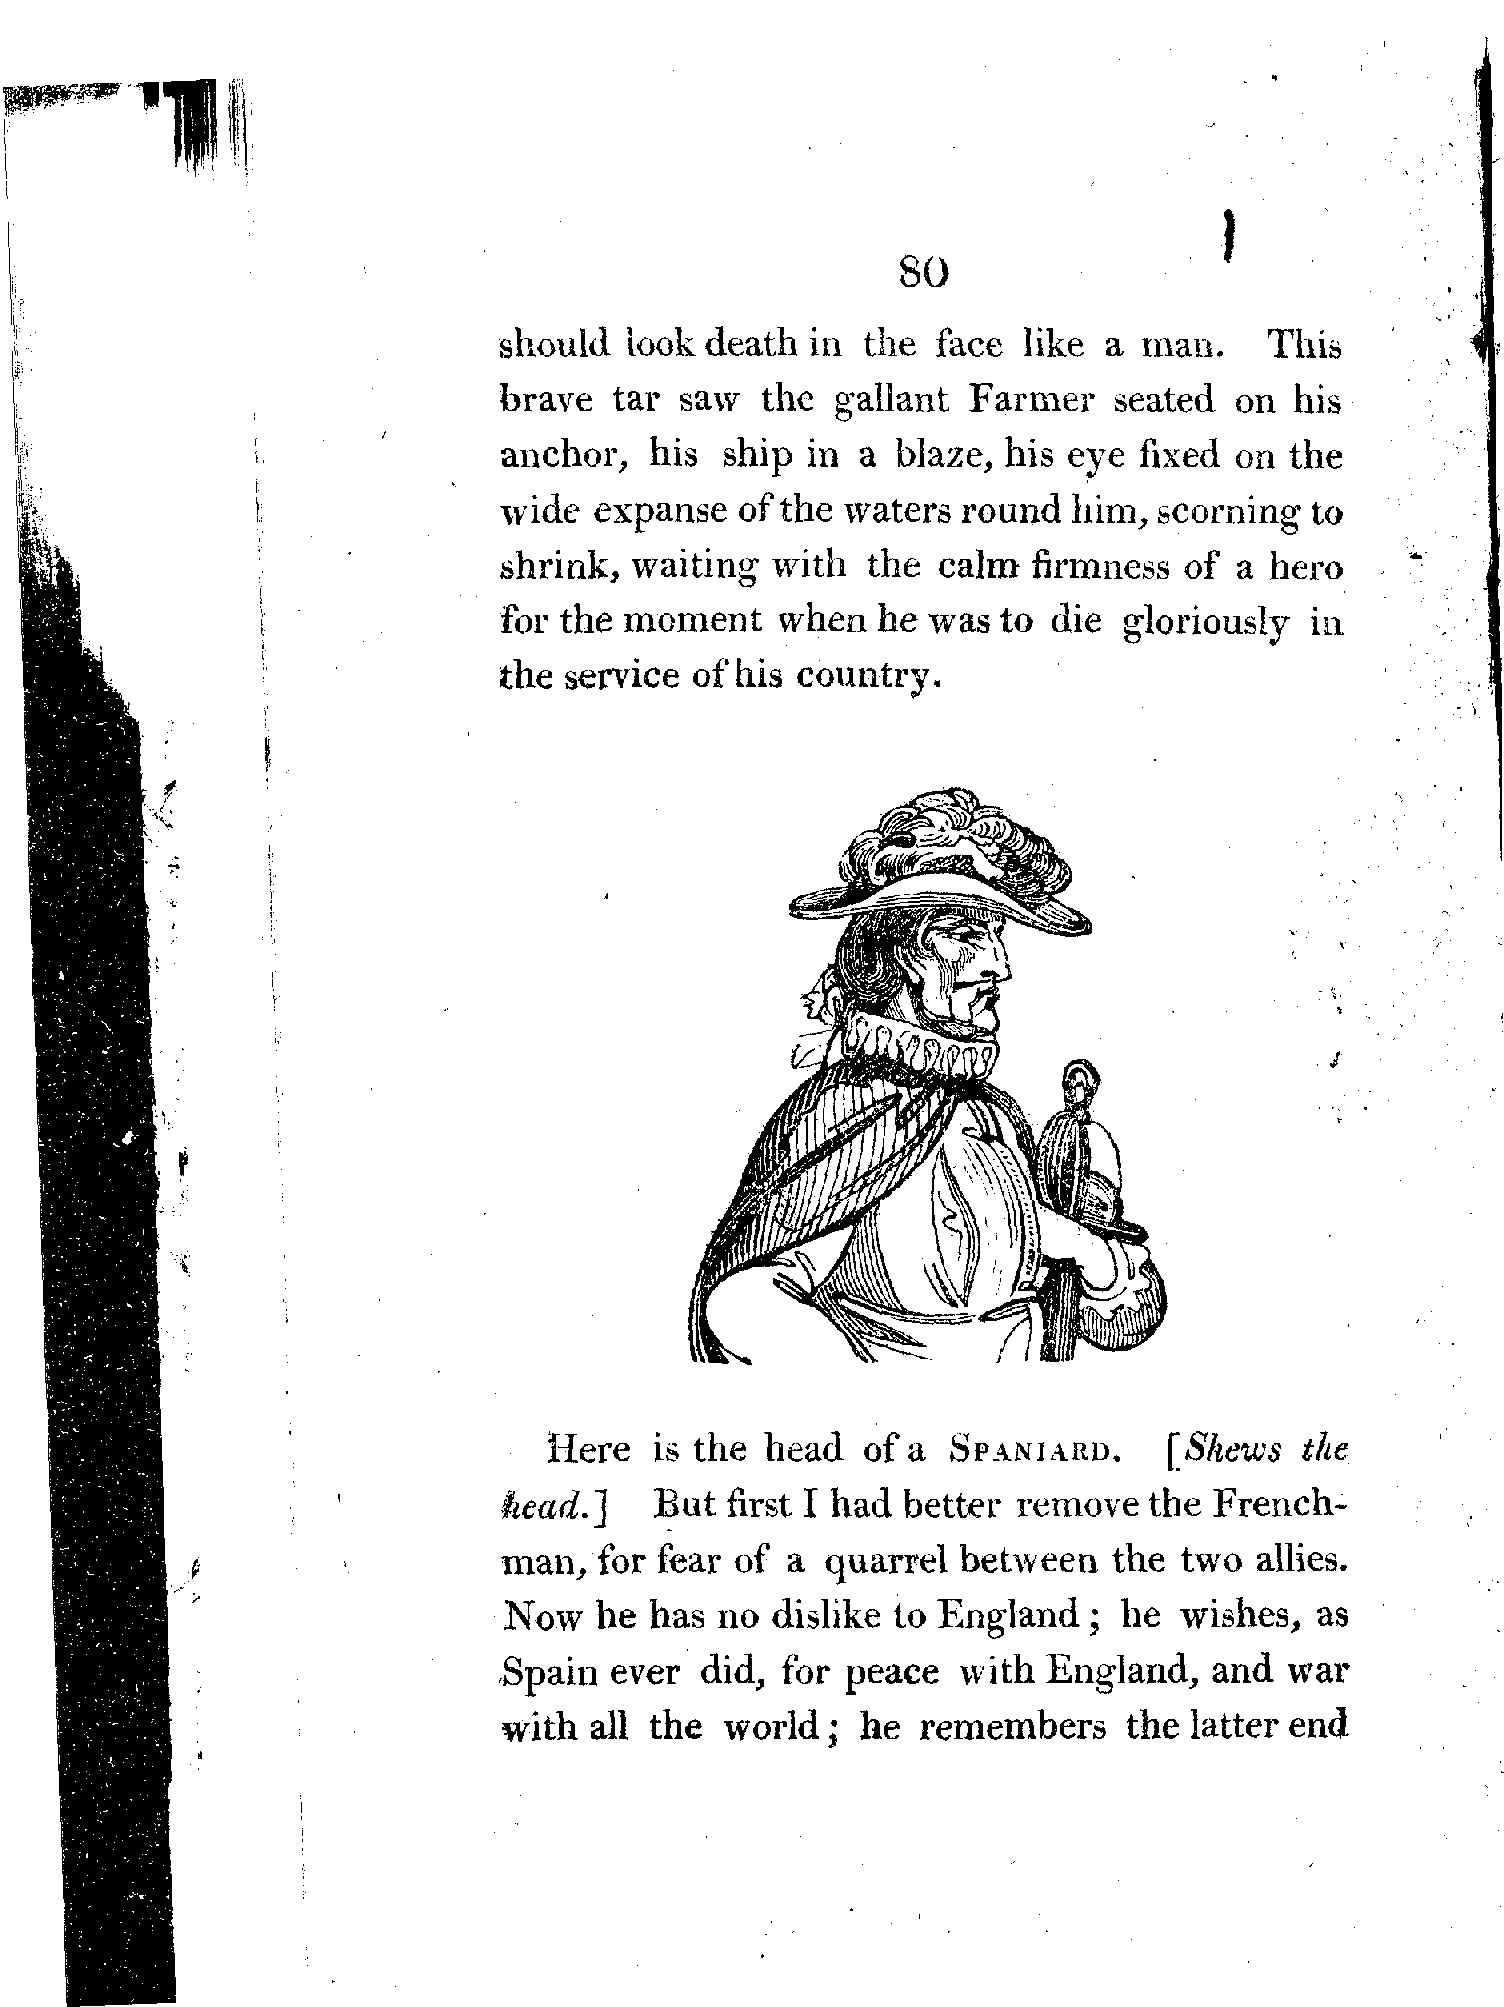 80
should look death in the face like a man. This
brave tar saw the gallant Farmer seated on his
anchor, his ship in a blaze, his eye fixed on the
wide expanse of the waters round him, scorning to
shrink, waiting with the calm firmness of a hero
for the moment when he was to die gloriously in
the service of his country.
Here is the head of a SPANIARD. [Shews the
head.] But first I had better remove the French-
man, for fear of a quarrel between the two allies.
Now he has no dislike to England; he wishes, as
Spain ever did, for peace with England, and war
with all the world; he remembers the latter end